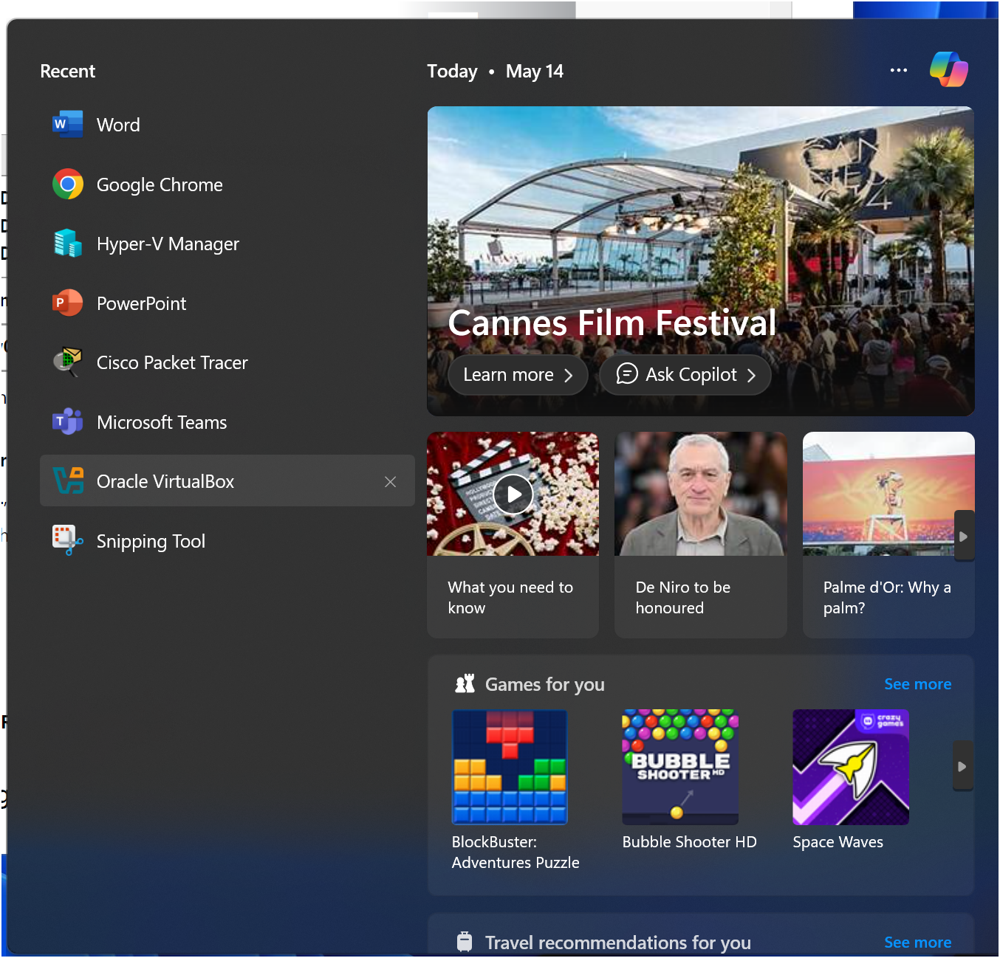 Recent
Word
Google Chrome
Hyper-V Manager
PowerPoint
Cisco Packet Tracer
Microsoft Teams
Oracle VirtualBox
Snipping Tool
Today • May 14
Cannes Film Festival
Learn more
Ask Copilot
What you need to
know
De Niro to be
honoured
Palme d'Or: Why a
palm?
Games for you
See more
BUBBLE
SHOOTER HD
crazy
games
BlockBuster:
Adventures Puzzle
Bubble Shooter HD
Space Waves
Travel recommendations for you
See more